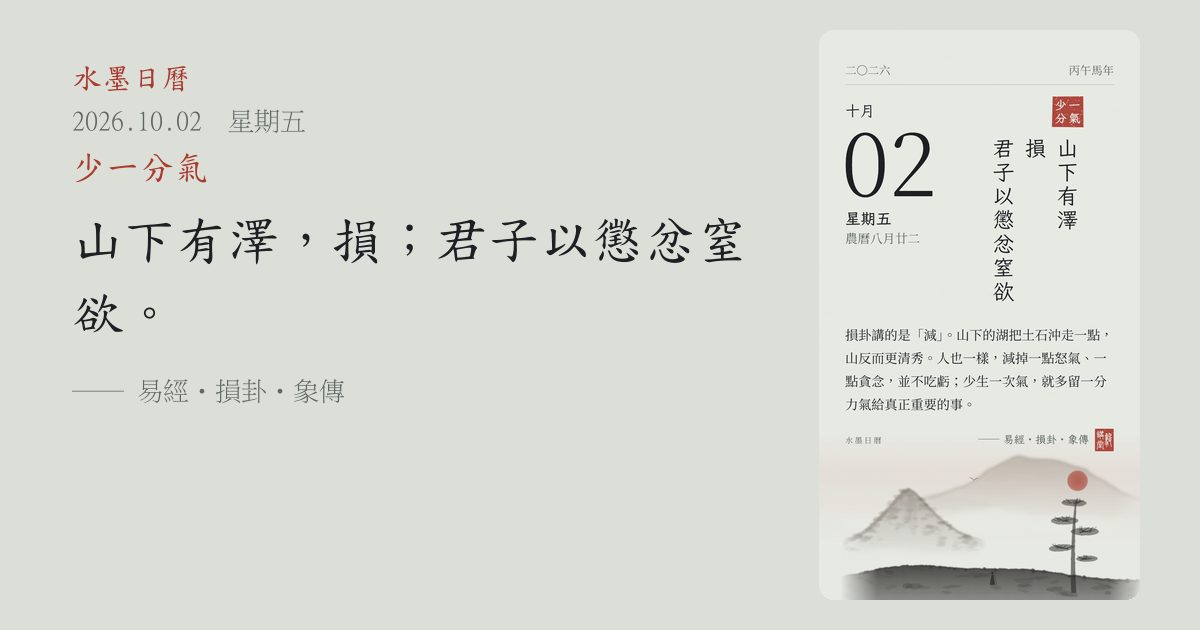 水墨日曆
2026.10.02 星期五
少一分氣
山下有澤，損；君子以懲忿窒
欲。
—— 易經・損卦・象傳
二〇二六
丙午馬年
十月
02
星期五
農曆八月廿二
少一分氣
山下有澤
損
君子以懲忿窒欲
損卦講的是「減」。山下的湖把土石沖走一點，
山反而更清秀。人也一樣，減掉一點怒氣、一
點貪念，並不吃虧；少生一次氣，就多留一分
力氣給真正重要的事。
水墨日曆
—— 易經・損卦・象傳